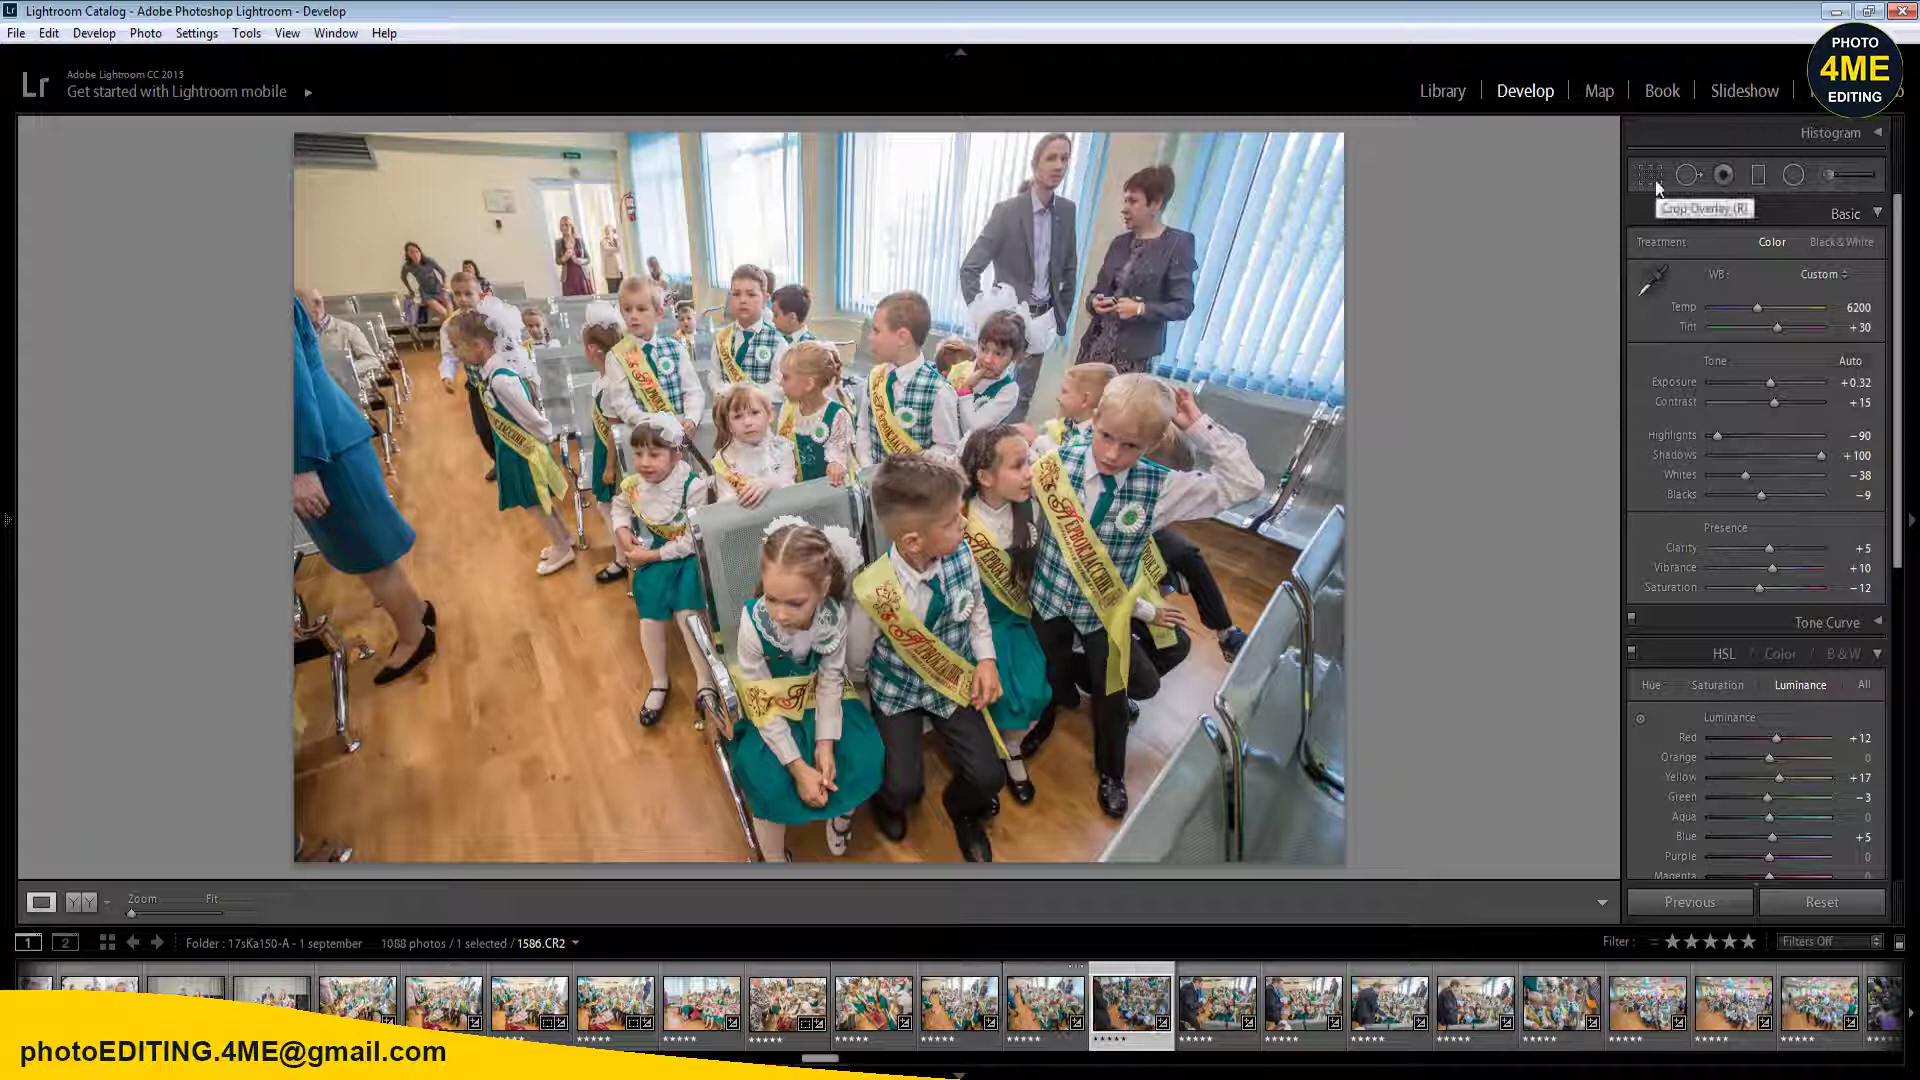 Lightroom Catalog - Adobe Photoshop Lightroom - Develop
File Edit Develop Photo Settings Tools View Window Help
Adobe Lightroom CC 2015
Get started with Lightroom mobile
Library Develop Map Book Slideshow
PHOTO
4ME
EDITING
Histogram
Crop Overlay (R)
Basic
Treatment Color Black & White
WB: Custom
Temp 6200
Tint +30
Tone Auto
Exposure +0.32
Contrast +15
Highlights −90
Shadows +100
Whites −38
Blacks −9
Presence
Clarity +5
Vibrance +10
Saturation −12
Tone Curve
HSL / Color / B & W
Hue Saturation Luminance All
Luminance
Red +12
Orange 0
Yellow +17
Green −3
Aqua 0
Blue +5
Purple 0
Magenta 0
Previous Reset
Первоклассник
Zoom Fit
1 2 Folder : 17sKa150-A - 1 september 1088 photos / 1 selected / 1586.CR2 Filter : Filters Off
photoEDITING.4ME@gmail.com